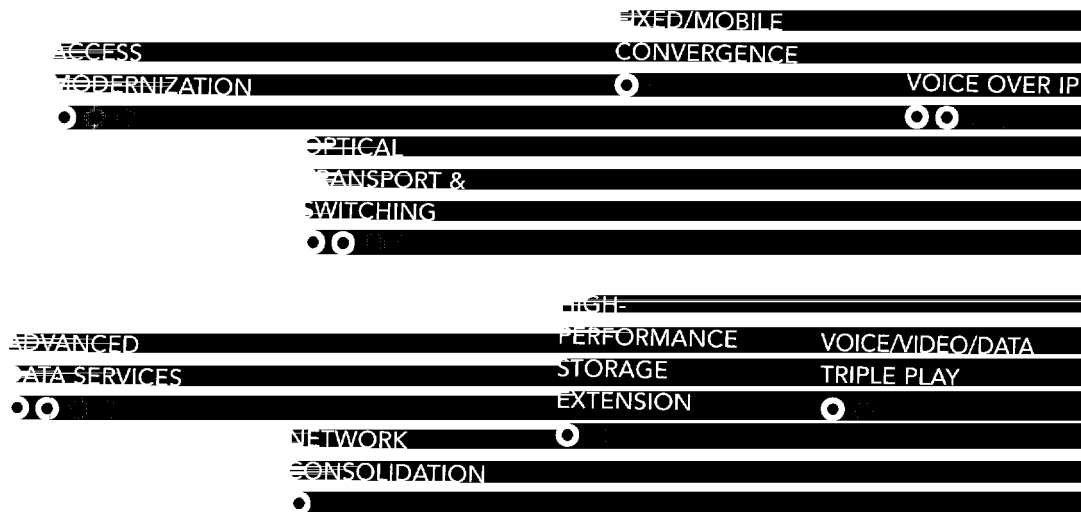 FIXED/MOBILE
CONVERGENCE
ACCESS
MODERNIZATION
VOICE OVER IP
OPTICAL
TRANSPORT &
SWITCHING
HIGH-
PERFORMANCE
STORAGE
EXTENSION
ADVANCED
DATA SERVICES
VOICE/VIDEO/DATA
TRIPLE PLAY
NETWORK
CONSOLIDATION